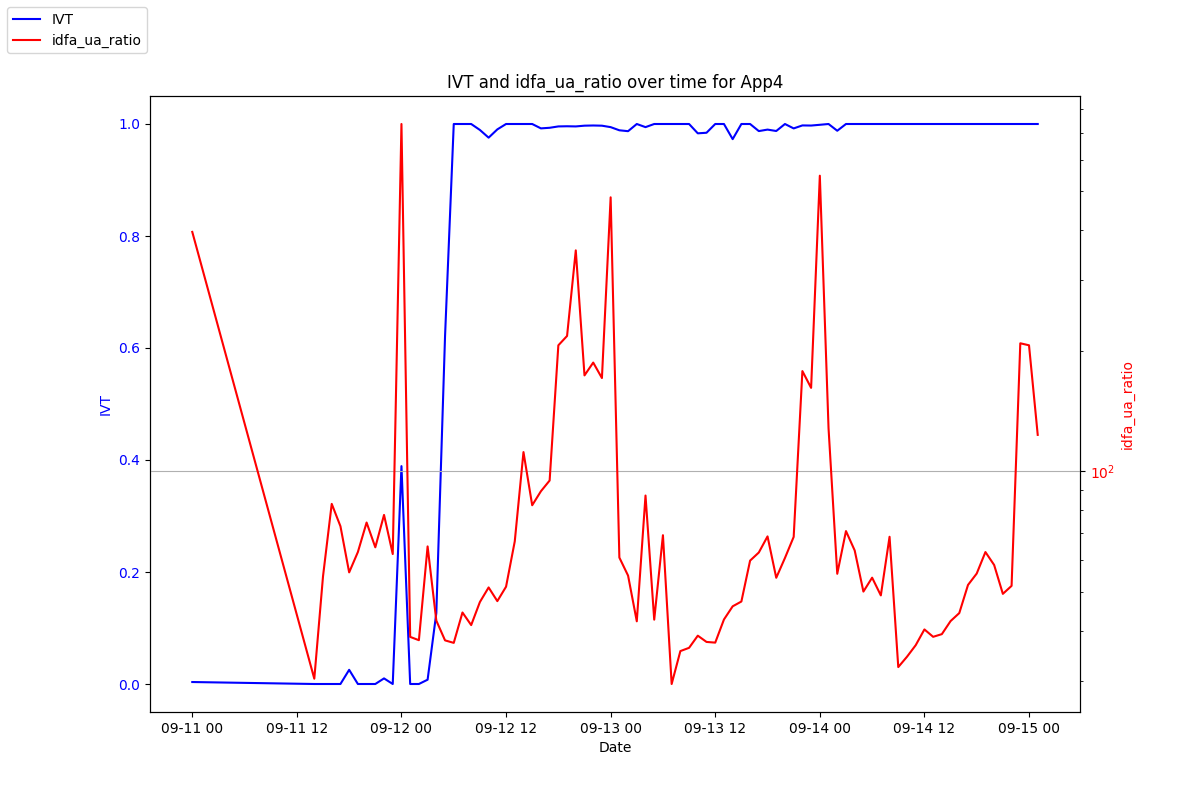 IVT
idfa_ua_ratio
IVT and idfa_ua_ratio over time for App4
1.0
0.8
0.6
0.4
0.2
0.0
IVT
10²
idfa_ua_ratio
09-11 00 09-11 12 09-12 00 09-12 12 09-13 00 09-13 12 09-14 00 09-14 12 09-15 00
Date